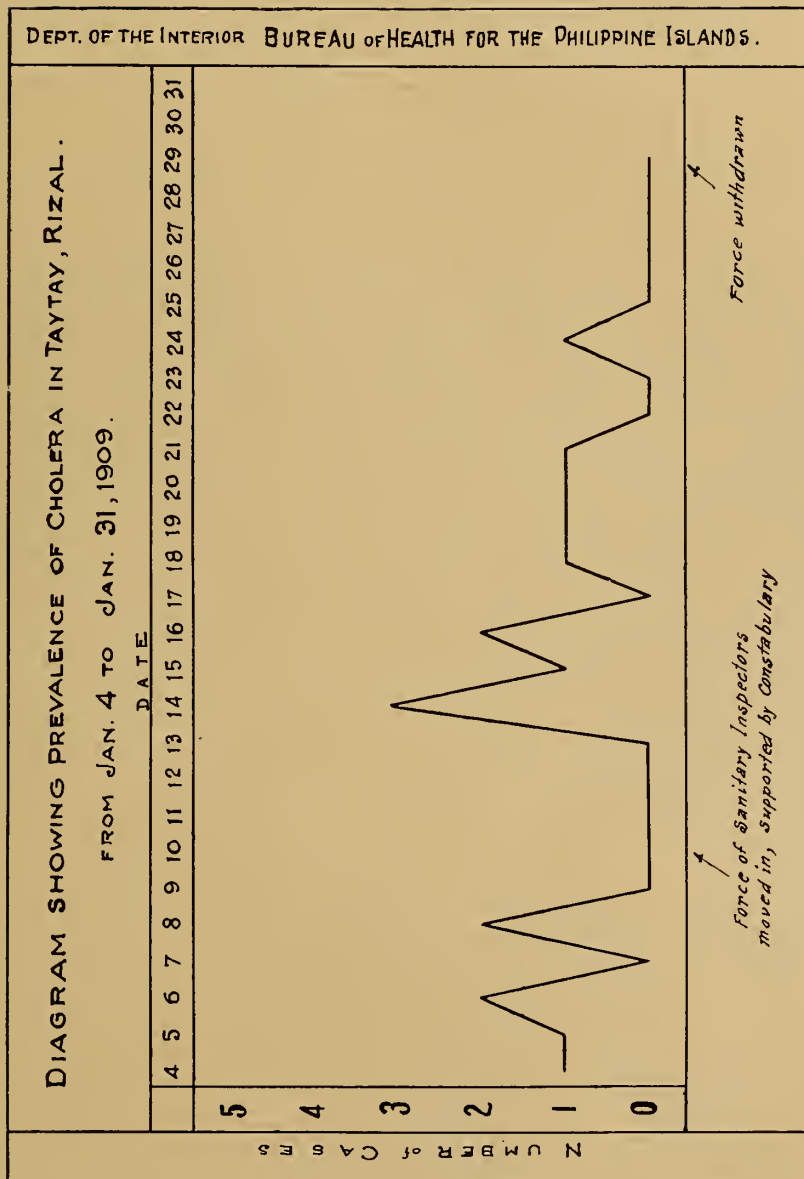 DEPT. OF THE INTERIOR BUREAU OF HEALTH FOR THE PHILIPPINE ISLANDS.
DIAGRAM SHOWING PREVALENCE OF CHOLERA IN TAYTAY, RIZAL.
FROM JAN. 4 TO JAN. 31, 1909.
DATE
4 5 6 7 8 9 10 11 12 13 14 15 16 17 18 19 20 21 22 23 24 25 26 27 28 29 30 31
NUMBER of CASES
5
4
3
2
1
0
Force of Sanitary Inspectors
moved in, supported by Constabulary
Force withdrawn